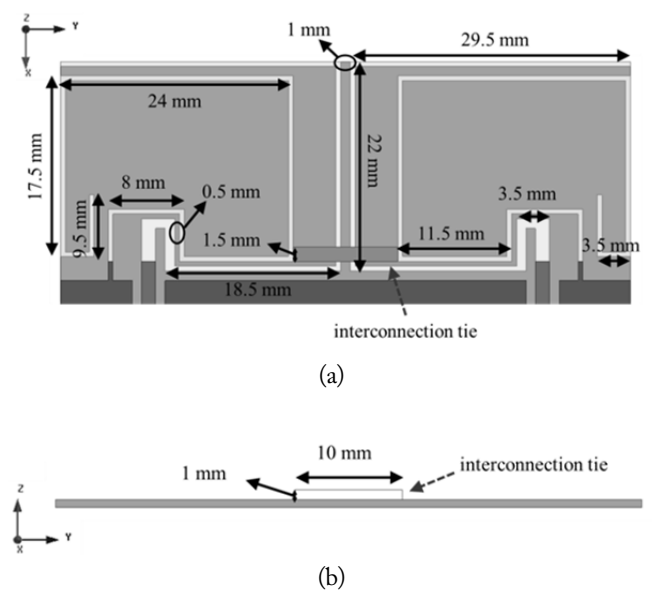 Z
Y
X
1 mm
29.5 mm
24 mm
17.5 mm
22 mm
8 mm
0.5 mm
3.5 mm
9.5 mm
1.5 mm
11.5 mm
3.5 mm
18.5 mm
interconnection tie
(a)
10 mm
1 mm
interconnection tie
Z
X
Y
(b)